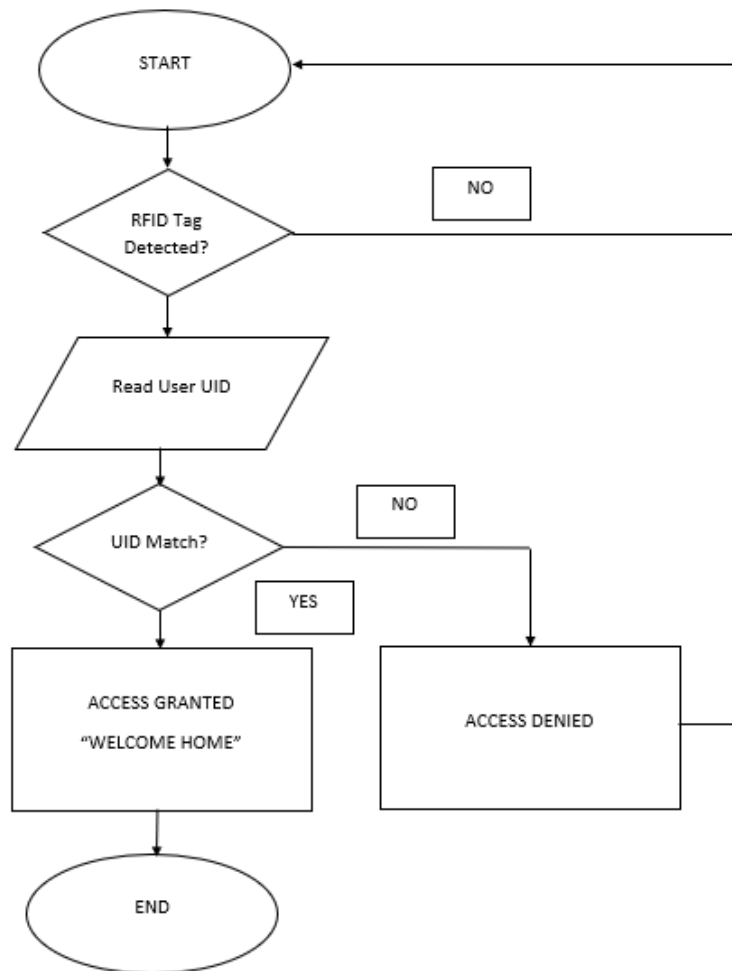 START
NO
RFID Tag
Detected?
Read User UID
NO
UID Match?
YES
ACCESS GRANTED
“WELCOME HOME”
ACCESS DENIED
END